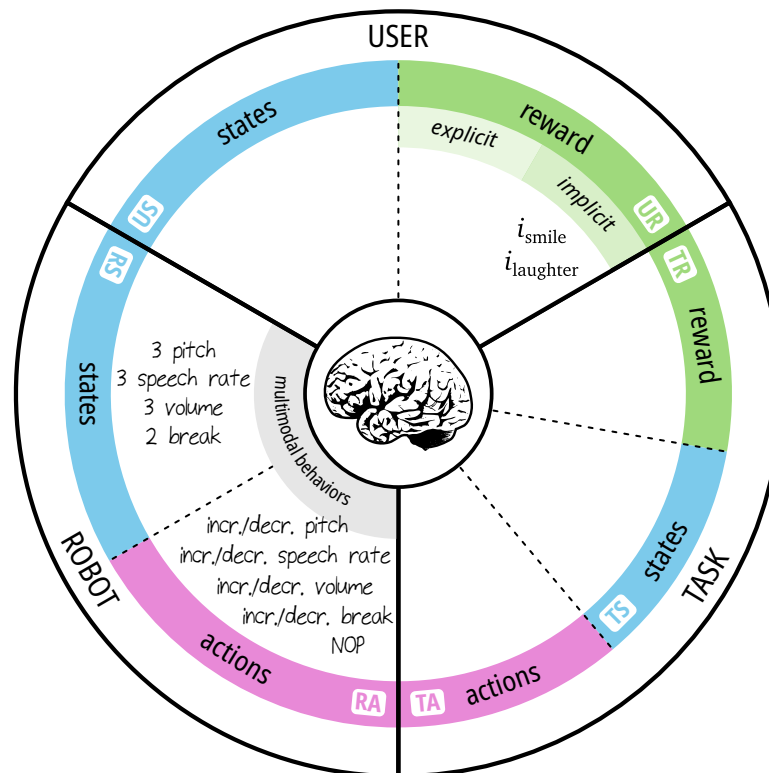 USER
states
reward
explicit
implicit
US
UR
i_smile
i_laughter
RS
TR
states
reward
3 pitch
3 speech rate
3 volume
2 break
multimodal behaviors
incr./decr. pitch
incr./decr. speech rate
incr./decr. volume
incr./decr. break
NOP
ROBOT
TASK
states
TS
actions
actions
RA
TA